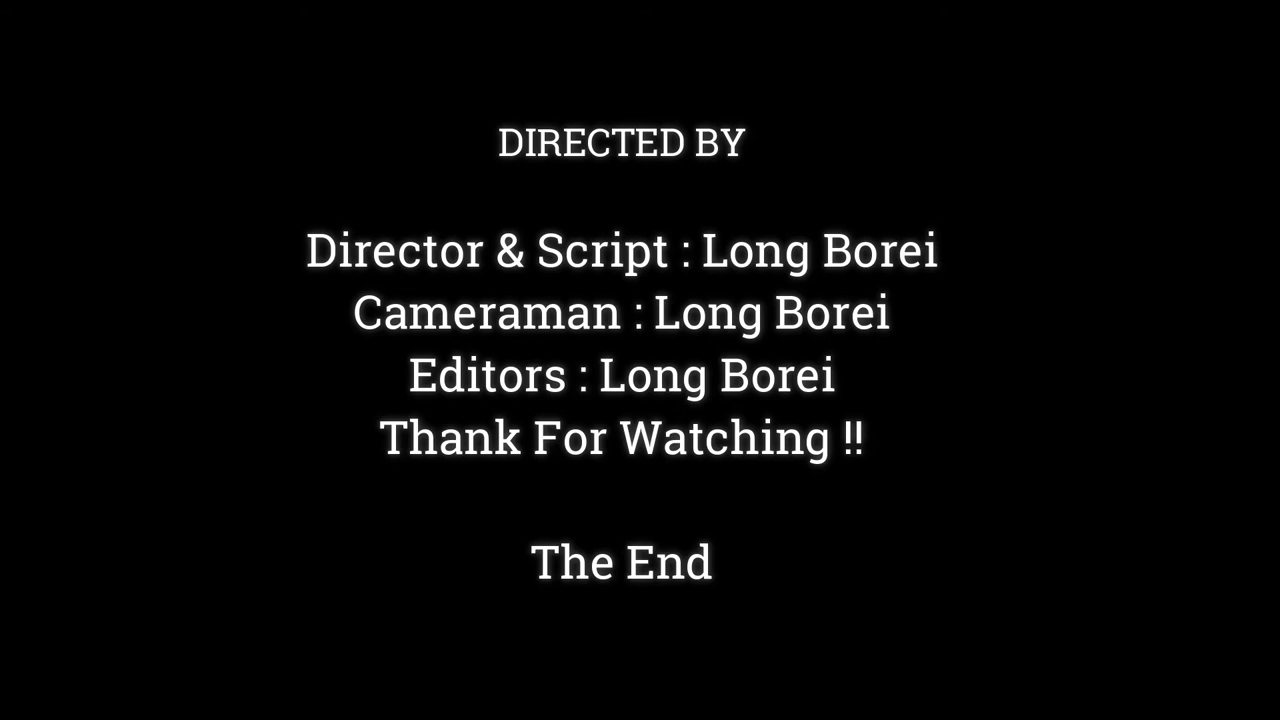 DIRECTED BY
Director & Script : Long Borei
Cameraman : Long Borei
Editors : Long Borei
Thank For Watching !!
The End